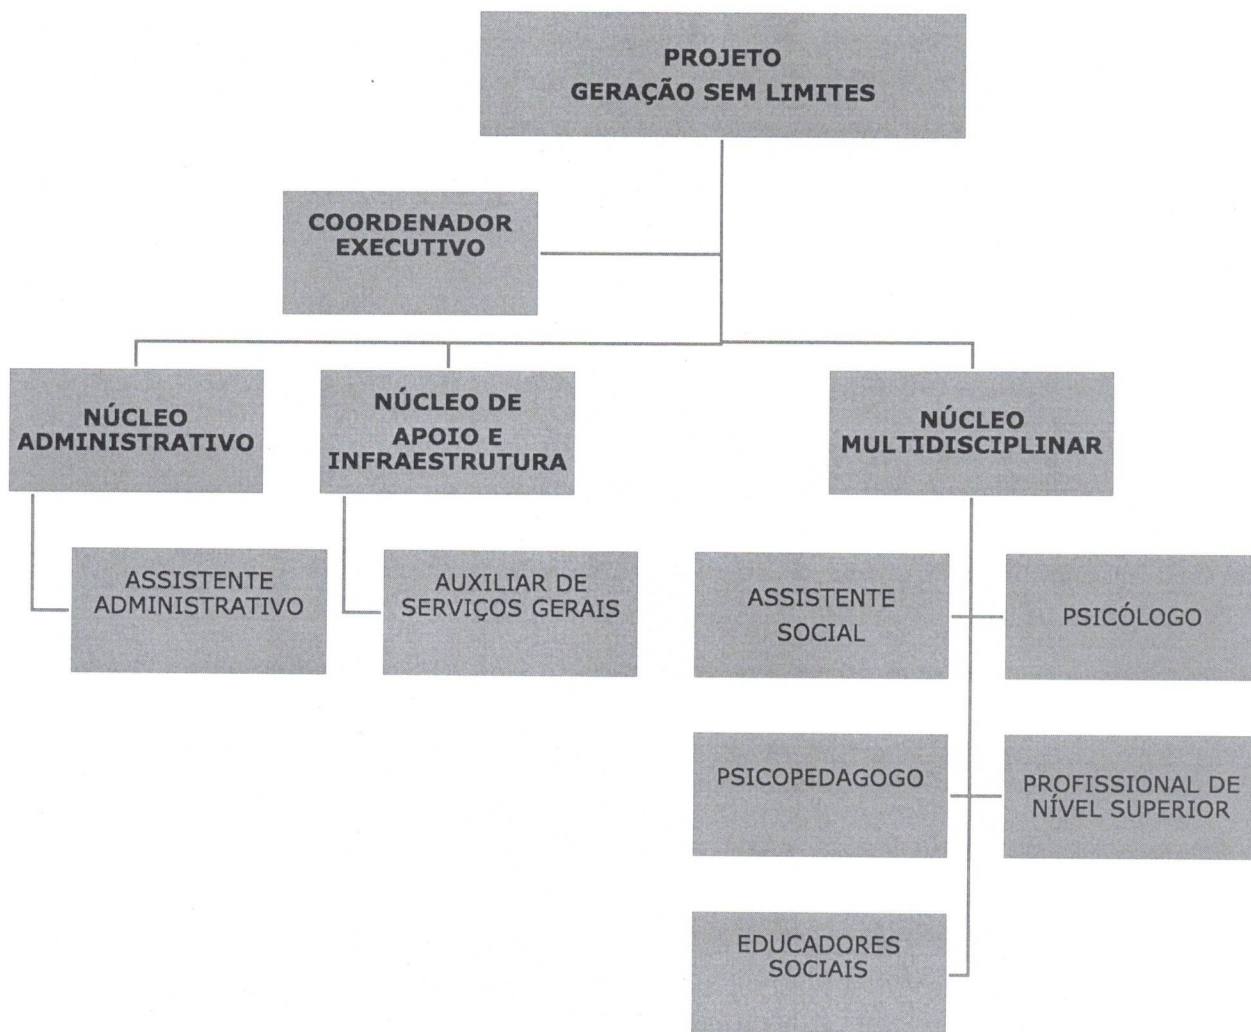 PROJETO
GERAÇÃO SEM LIMITES
COORDENADOR
EXECUTIVO
NÚCLEO
ADMINISTRATIVO
NÚCLEO DE
APOIO E
INFRAESTRUTURA
NÚCLEO
MULTIDISCIPLINAR
ASSISTENTE
ADMINISTRATIVO
AUXILIAR DE
SERVIÇOS GERAIS
ASSISTENTE
SOCIAL
PSICÓLOGO
PSICOPEDAGOGO
PROFISSIONAL DE
NÍVEL SUPERIOR
EDUCADORES
SOCIAIS